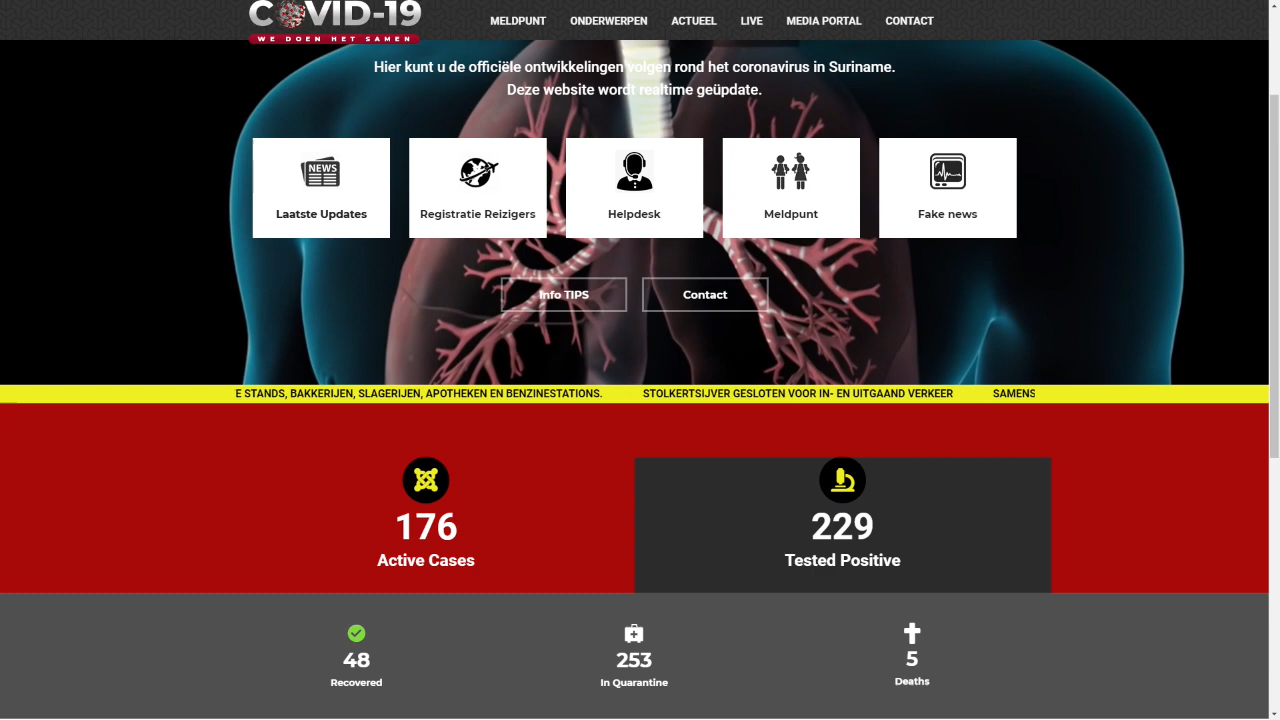 COVID-19
WE DOEN HET SAMEN
MELDPUNT ONDERWERPEN ACTUEEL LIVE MEDIA PORTAL CONTACT
Hier kunt u de officiële ontwikkelingen volgen rond het coronavirus in Suriname.
Deze website wordt realtime geüpdate.
NEWS
Laatste Updates
Registratie Reizigers
Helpdesk
Meldpunt
Fake news
Info TIPS
Contact
E STANDS, BAKKERIJEN, SLAGERIJEN, APOTHEKEN EN BENZINESTATIONS. STOLKERTSIJVER GESLOTEN VOOR IN- EN UITGAAND VERKEER SAMENS
176
Active Cases
229
Tested Positive
48
Recovered
253
In Quarantine
5
Deaths